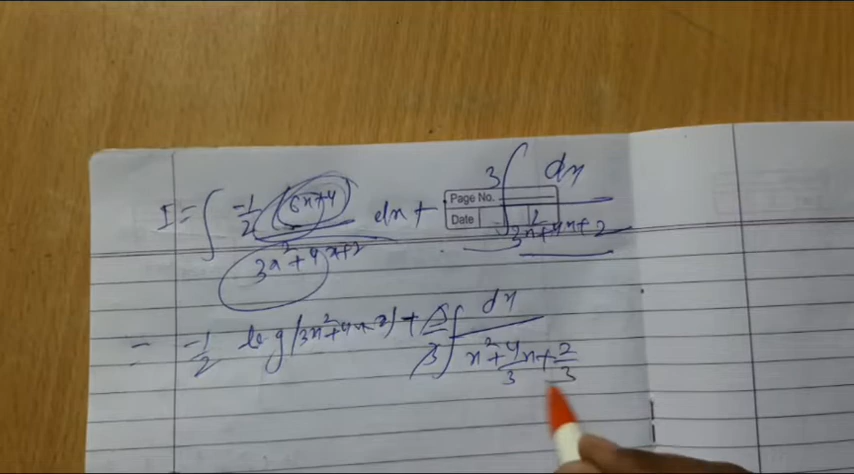 I = ∫ -1/2 (6x+4) / 3x²+4x+2 dx + 3 ∫ dx / 3x²+4x+2
Page No.
Date
= -1/2 log|3x²+4x+2| + 3/3 ∫ dx / x²+4/3x+2/3